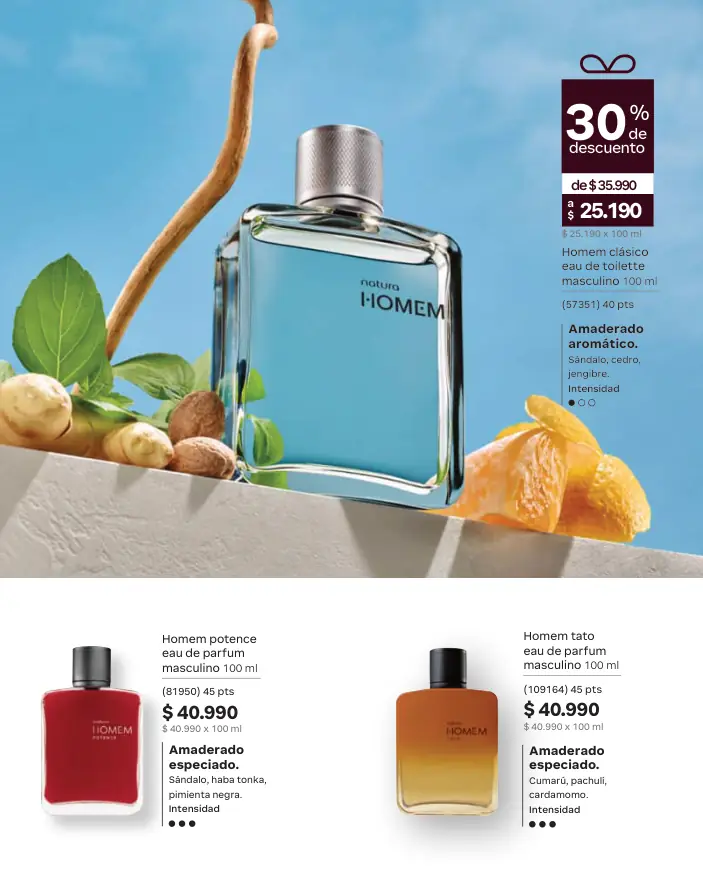 natura
HOMEM
30%
de
descuento
de $ 35.990
a
$ 25.190
$ 25.190 x 100 ml
Homem clásico
eau de toilette
masculino 100 ml
(57351) 40 pts
Amaderado
aromático.
Sándalo, cedro,
jengibre.
Intensidad
HOMEM
POTENCE
Homem potence
eau de parfum
masculino 100 ml
(81950) 45 pts
$ 40.990
$ 40.990 x 100 ml
Amaderado
especiado.
Sándalo, haba tonka,
pimienta negra.
Intensidad
HOMEM
Homem tato
eau de parfum
masculino 100 ml
(109164) 45 pts
$ 40.990
$ 40.990 x 100 ml
Amaderado
especiado.
Cumarú, pachulí,
cardamomo.
Intensidad